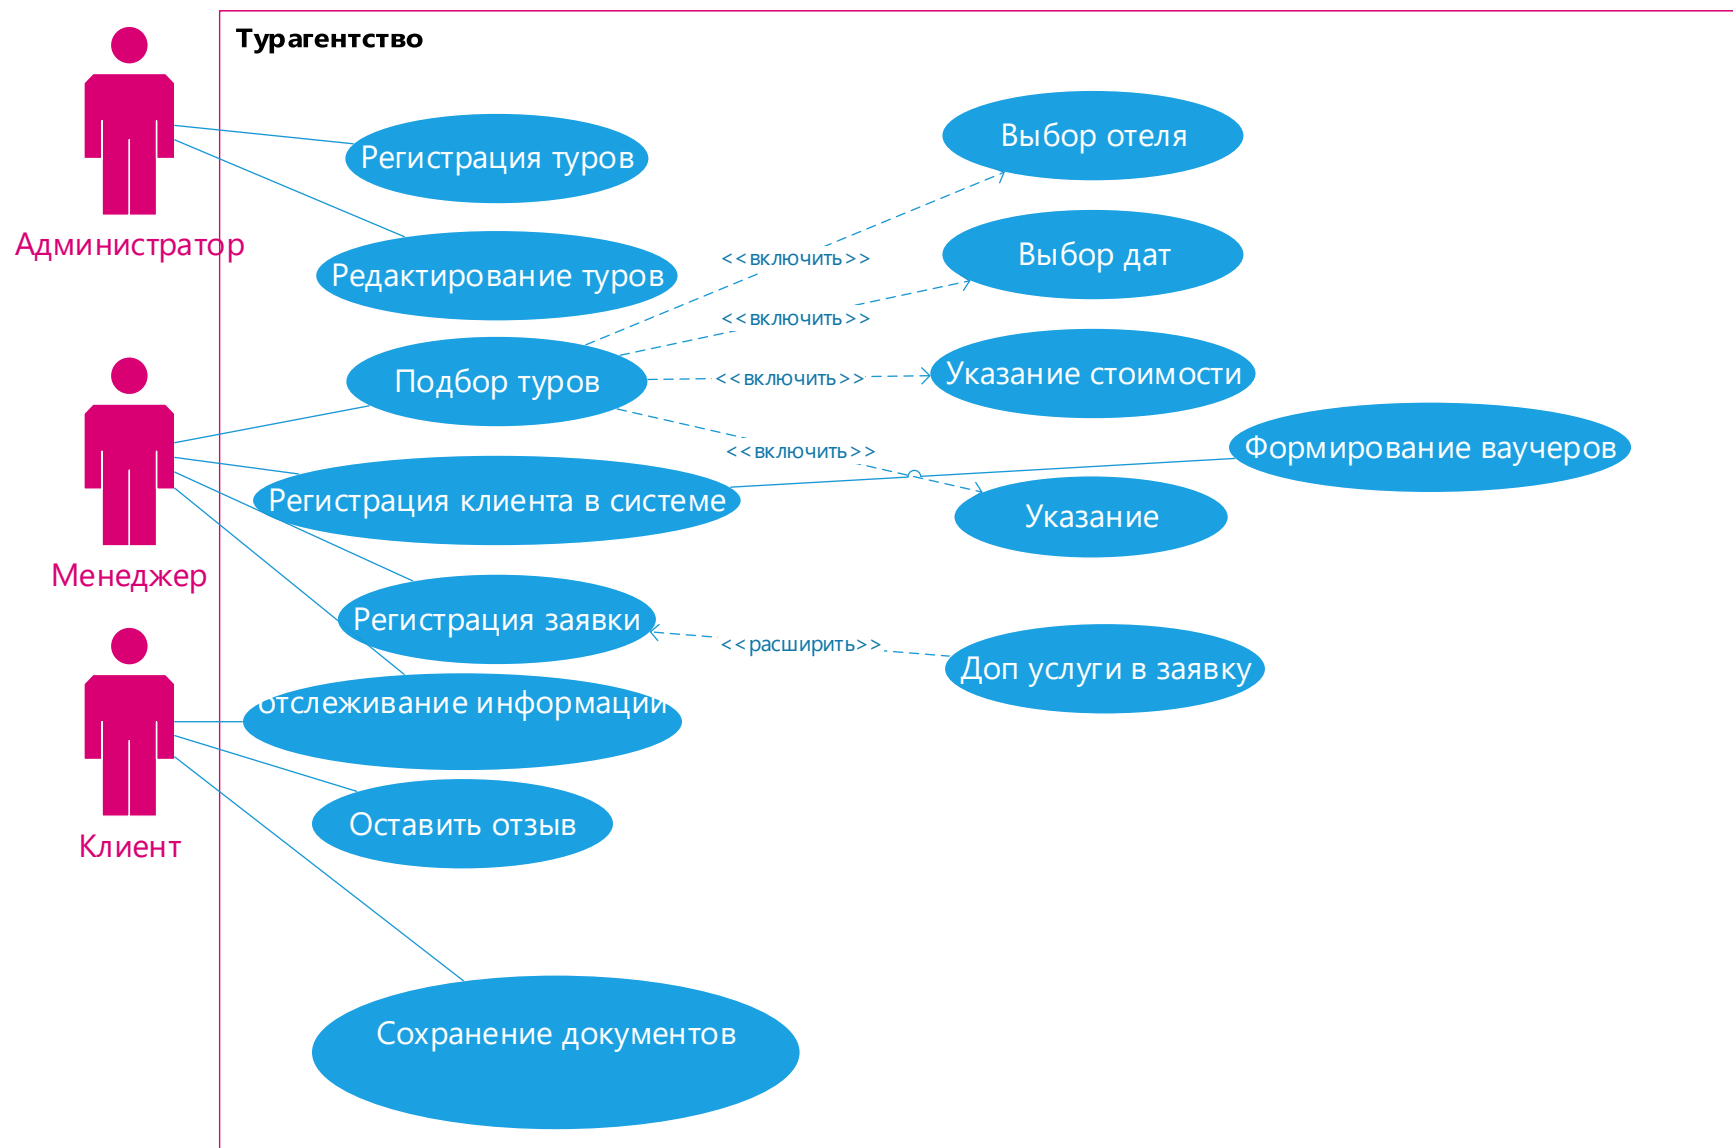 Турагентство
Администратор
Регистрация туров
Редактирование туров
Выбор отеля
<<включить>>
Выбор дат
<<включить>>
Подбор туров
<<включить>>
Указание стоимости
<<включить>>
Формирование ваучеров
Менеджер
Регистрация клиента в системе
Указание
Регистрация заявки
<<расширить>>
Доп услуги в заявку
отслеживание информации
Клиент
Оставить отзыв
Сохранение документов